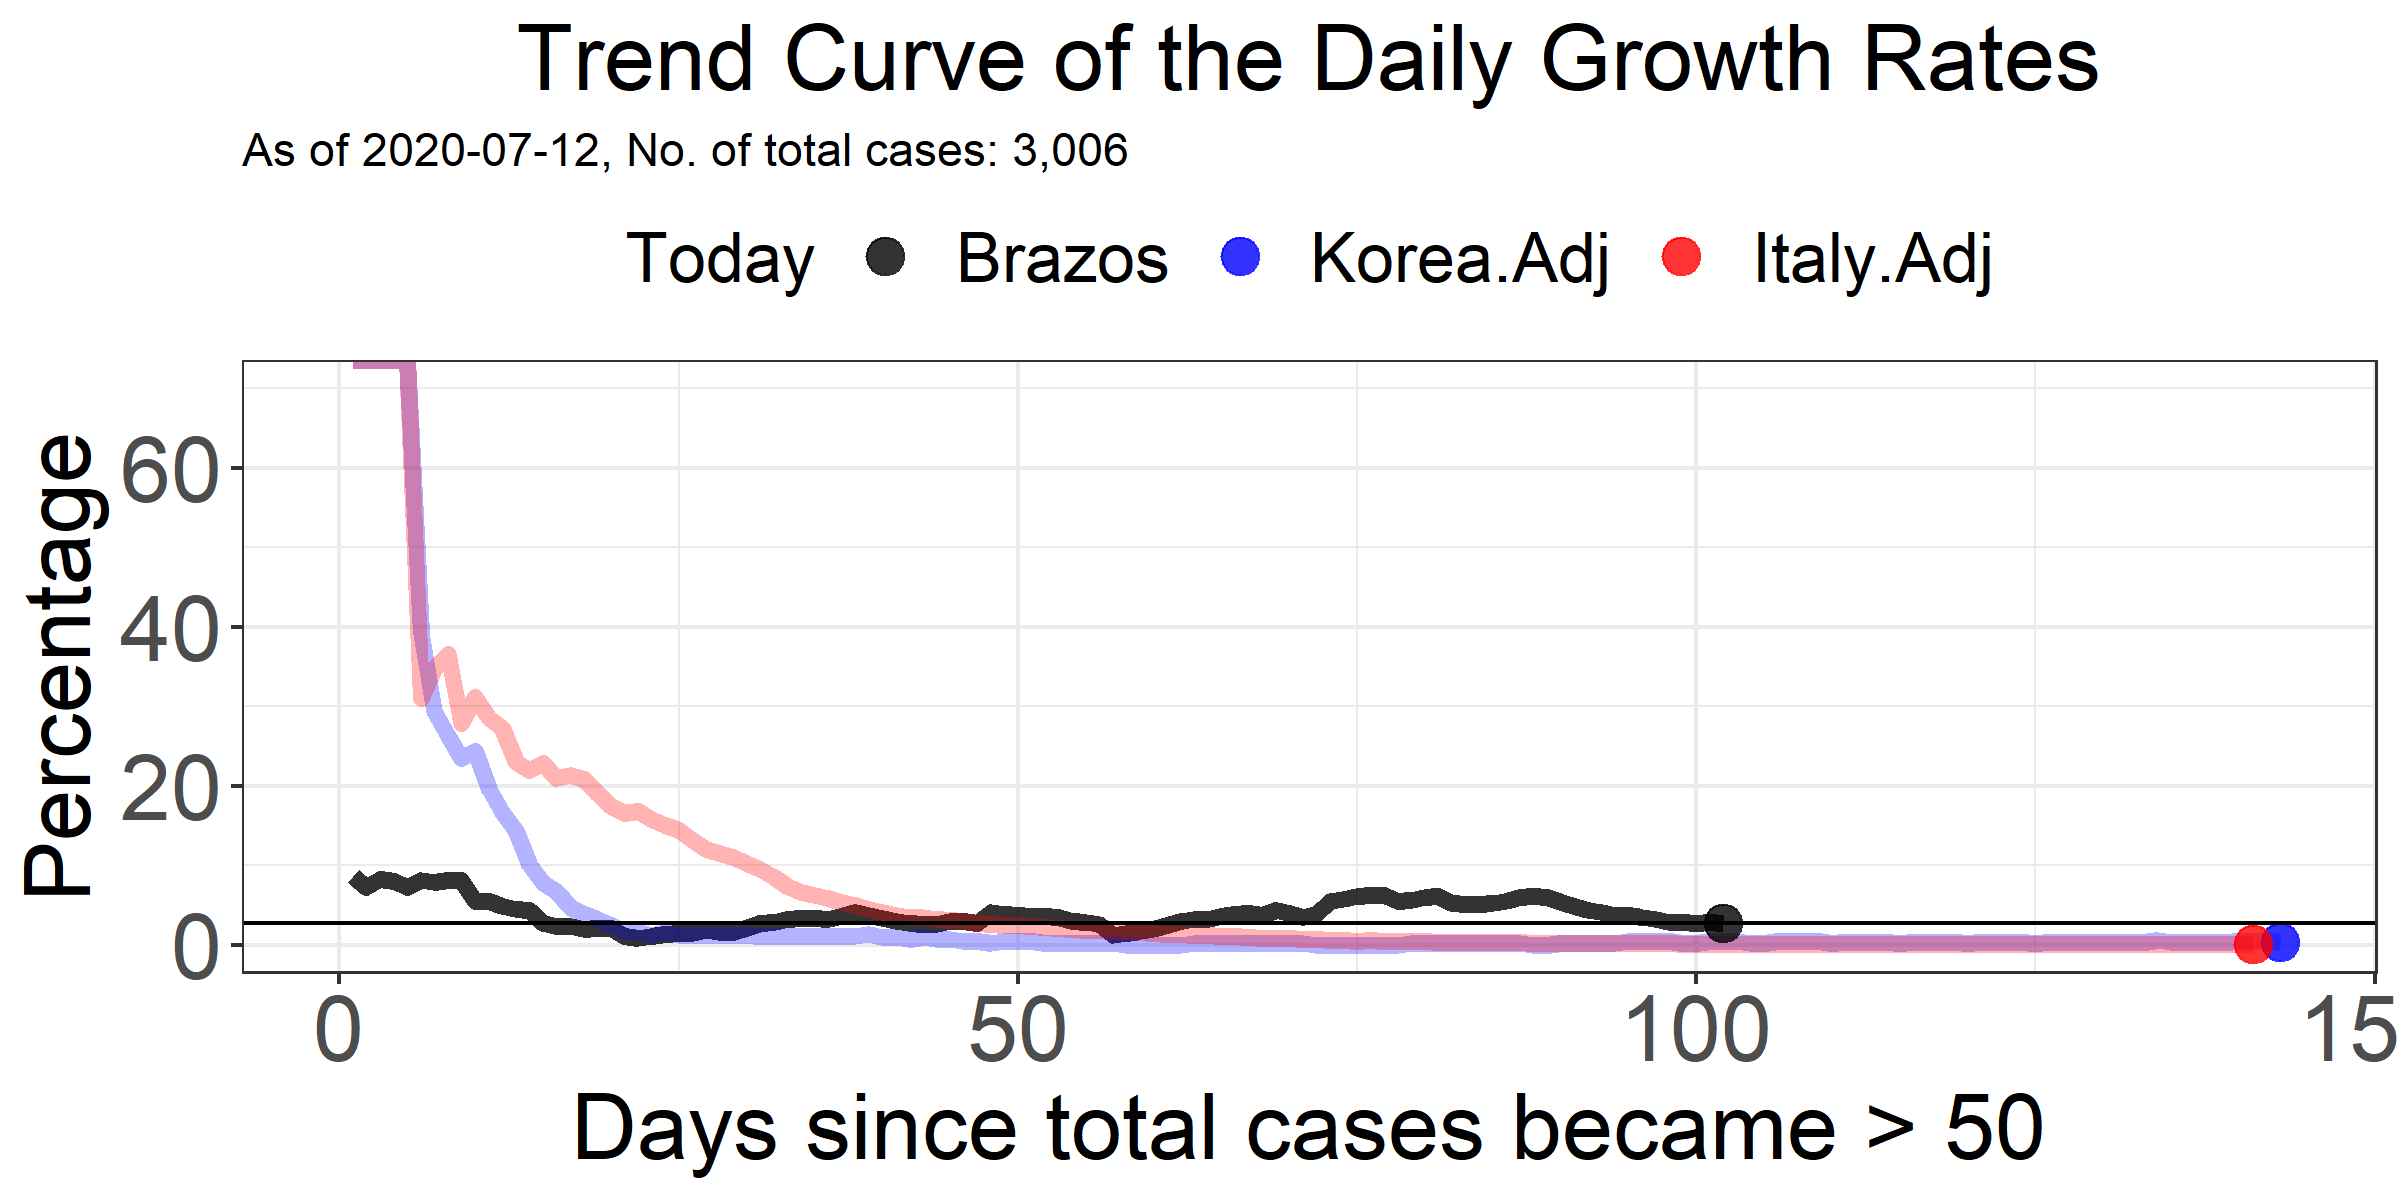 Trend Curve of the Daily Growth Rates
As of 2020-07-12, No. of total cases: 3,006
Today Brazos Korea.Adj Italy.Adj
Percentage
60
40
20
0
0 50 100 15
Days since total cases became > 50